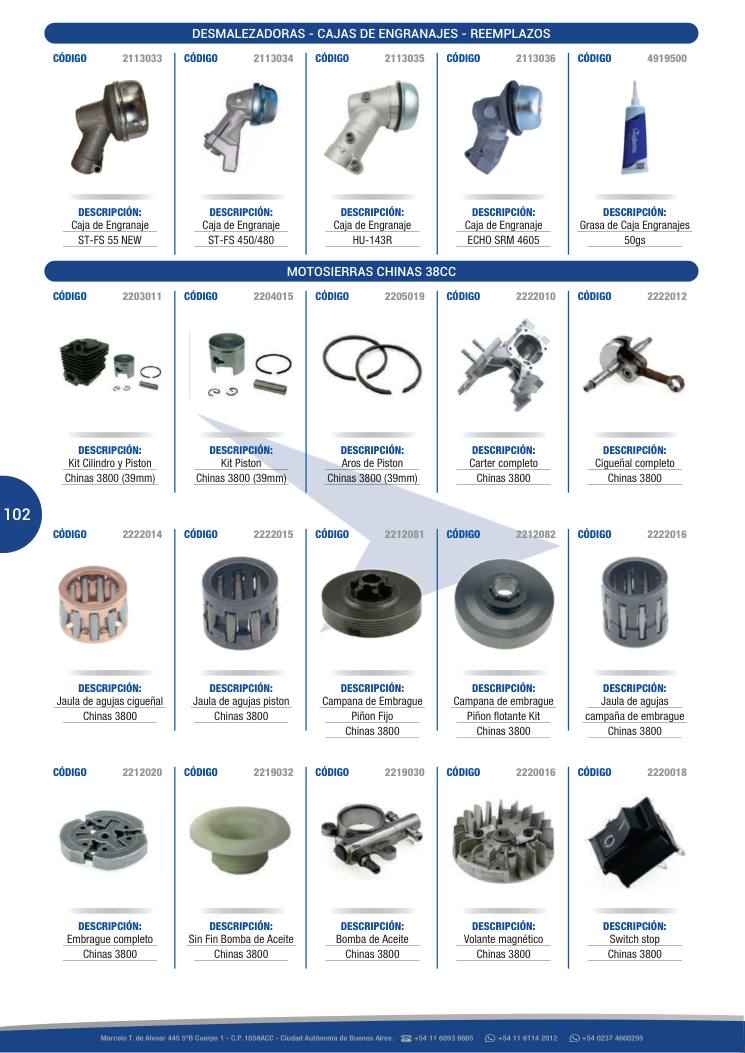 DESMALEZADORAS - CAJAS DE ENGRANAJES - REEMPLAZOS
CÓDIGO 2113033
DESCRIPCIÓN:
Caja de Engranaje
ST-FS 55 NEW
CÓDIGO 2113034
DESCRIPCIÓN:
Caja de Engranaje
ST-FS 450/480
CÓDIGO 2113035
DESCRIPCIÓN:
Caja de Engranaje
HU-143R
CÓDIGO 2113036
DESCRIPCIÓN:
Caja de Engranaje
ECHO SRM 4605
CÓDIGO 4919500
DESCRIPCIÓN:
Grasa de Caja Engranajes
50gs
MOTOSIERRAS CHINAS 38CC
CÓDIGO 2203011
DESCRIPCIÓN:
Kit Cilindro y Piston
Chinas 3800 (39mm)
CÓDIGO 2204015
DESCRIPCIÓN:
Kit Piston
Chinas 3800 (39mm)
CÓDIGO 2205019
DESCRIPCIÓN:
Aros de Piston
Chinas 3800 (39mm)
CÓDIGO 2222010
DESCRIPCIÓN:
Carter completo
Chinas 3800
CÓDIGO 2222012
DESCRIPCIÓN:
Cigueñal completo
Chinas 3800
102
CÓDIGO 2222014
DESCRIPCIÓN:
Jaula de agujas cigueñal
Chinas 3800
CÓDIGO 2222015
DESCRIPCIÓN:
Jaula de agujas piston
Chinas 3800
CÓDIGO 2212081
DESCRIPCIÓN:
Campana de Embrague
Piñon Fijo
Chinas 3800
CÓDIGO 2212082
DESCRIPCIÓN:
Campana de embrague
Piñon flotante Kit
Chinas 3800
CÓDIGO 2222016
DESCRIPCIÓN:
Jaula de agujas
campaña de embrague
Chinas 3800
CÓDIGO 2212020
DESCRIPCIÓN:
Embrague completo
Chinas 3800
CÓDIGO 2219032
DESCRIPCIÓN:
Sin Fin Bomba de Aceite
Chinas 3800
CÓDIGO 2219030
DESCRIPCIÓN:
Bomba de Aceite
Chinas 3800
CÓDIGO 2220016
DESCRIPCIÓN:
Volante magnético
Chinas 3800
CÓDIGO 2220018
DESCRIPCIÓN:
Switch stop
Chinas 3800
Marcelo T. de Alvear 445 5ºB Cuerpo 1 - C.P. 1058ACC - Ciudad Autónoma de Buenos Aires. +54 11 6093 6665 +54 11 6114 2012 +54 0237 4660295